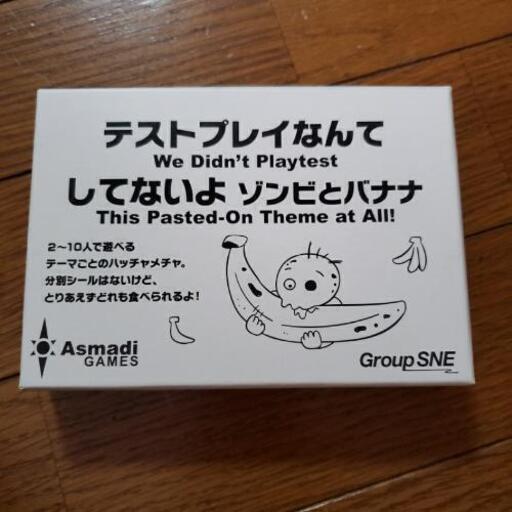 テストプレイなんて
We Didn't Playtest
してないよ ゾンビとバナナ
This Pasted-On Theme at All!
2～10人で遊べる
テーマごとのハッチャメチャ。
分別シールはないけど、
とりあえずどれも食べられるよ！
Asmadi
GAMES
Group SNE